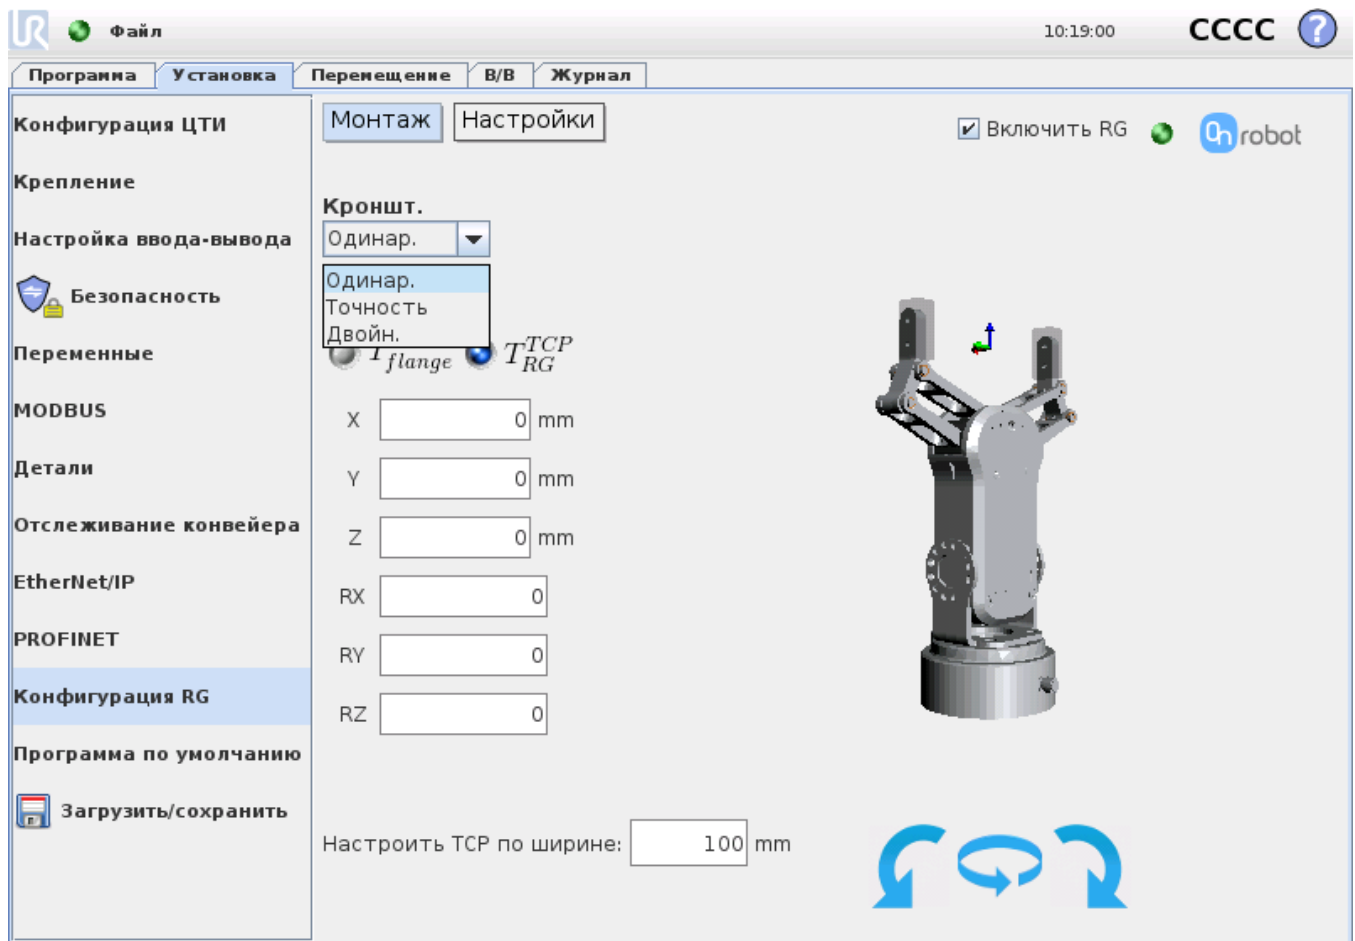 UR Файл 10:19:00 CCCC ?
Программа Установка Перемещение В/В Журнал
Конфигурация ЦТИ
Крепление
Настройка ввода-вывода
Безопасность
Переменные
MODBUS
Детали
Отслеживание конвейера
EtherNet/IP
PROFINET
Конфигурация RG
Программа по умолчанию
Загрузить/сохранить
Монтаж Настройки
Включить RG On robot
Кроншт.
Одинар.
Одинар.
Точность
Двойн.
flange T RG TCP
X 0 mm
Y 0 mm
Z 0 mm
RX 0
RY 0
RZ 0
Настроить TCP по ширине: 100 mm